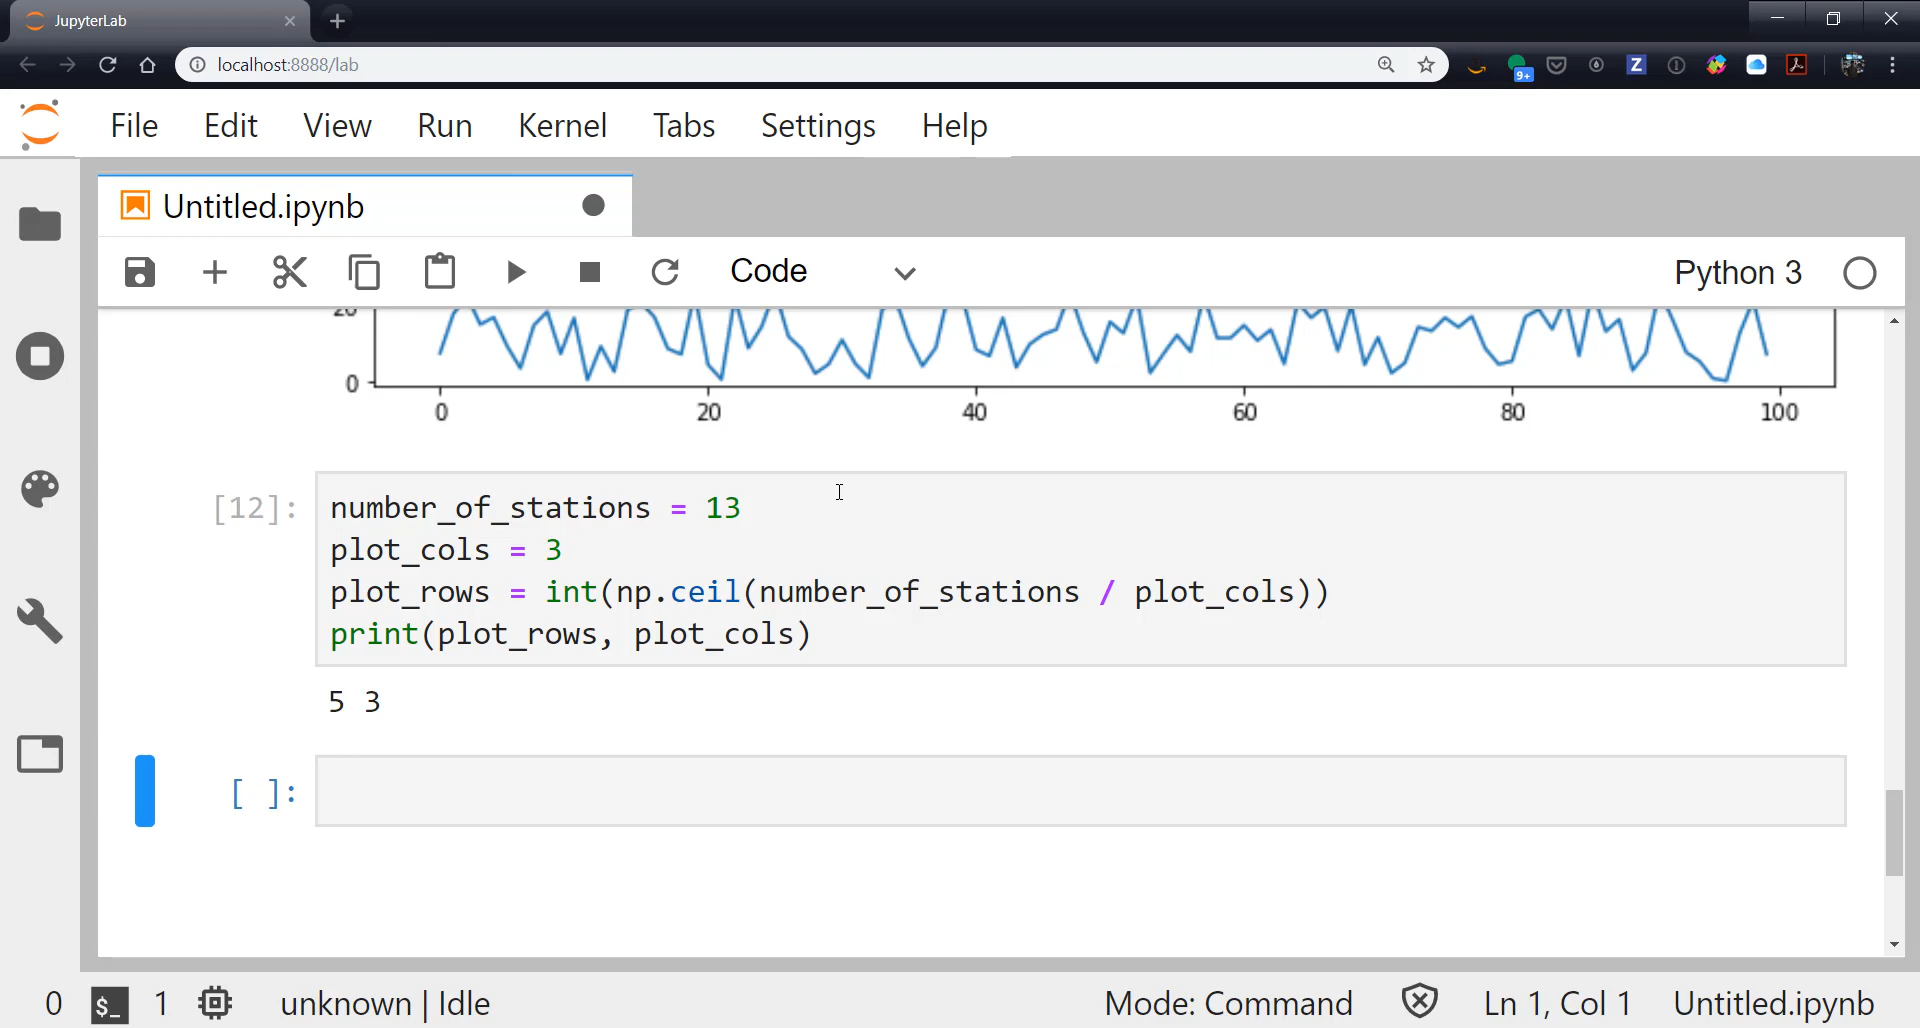 JupyterLab
localhost:8888/lab
9+
Z
File Edit View Run Kernel Tabs Settings Help
Untitled.ipynb
Code
Python 3
20
0
0 20 40 60 80 100
[12]:
number_of_stations = 13
plot_cols = 3
plot_rows = int(np.ceil(number_of_stations / plot_cols))
print(plot_rows, plot_cols)
5 3
[ ]:
0 $_ 1 unknown | Idle Mode: Command Ln 1, Col 1 Untitled.ipynb